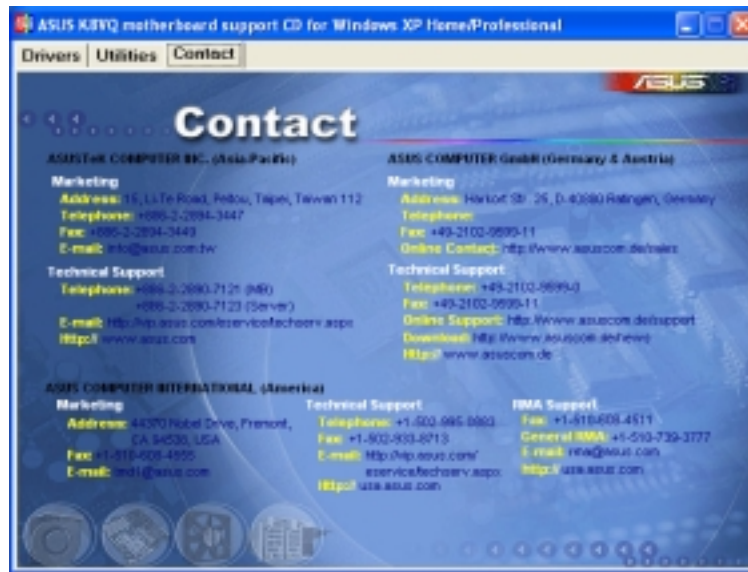 ASUS K8VQ motherboard support CD for Windows XP Home/Professional
Drivers Utilities Contact
ASUS
Contact
ASUSTeK COMPUTER INC. (Asia-Pacific)
Marketing
Address: 15, Li-Te Road, Peitou, Taipei, Taiwan 112
Telephone: +886-2-2894-3447
Fax: +886-2-2894-3449
E-mail: info@asus.com.tw
Technical Support
Telephone: +886-2-2890-7121 (MB)
+886-2-2890-7123 (Server)
E-mail: http://vip.asus.com/eservice/techserv.aspx
Http:// www.asus.com
ASUS COMPUTER GmbH (Germany & Austria)
Marketing
Address: Harkort Str. 25, D-40880 Ratingen, Germany
Telephone:
Fax: +49-2102-9599-11
Online Contact: http://www.asuscom.de/sales
Technical Support
Telephone: +49-2102-9599-0
Fax: +49-2102-9599-11
Online Support: http://www.asuscom.de/support
Download: http://www.asuscom.de/news
Http:// www.asuscom.de
ASUS COMPUTER INTERNATIONAL (America)
Marketing
Address: 44370 Nobel Drive, Fremont,
CA 94538, USA
Fax: +1-510-608-4555
E-mail: tmd1@asus.com
Technical Support
Telephone: +1-502-995-0883
Fax: +1-502-933-8713
E-mail: http://vip.asus.com/
eservice/techserv.aspx
Http:// usa.asus.com
RMA Support
Fax: +1-510-608-4511
General RMA: +1-510-739-3777
E-mail: rma@asus.com
http:// usa.asus.com